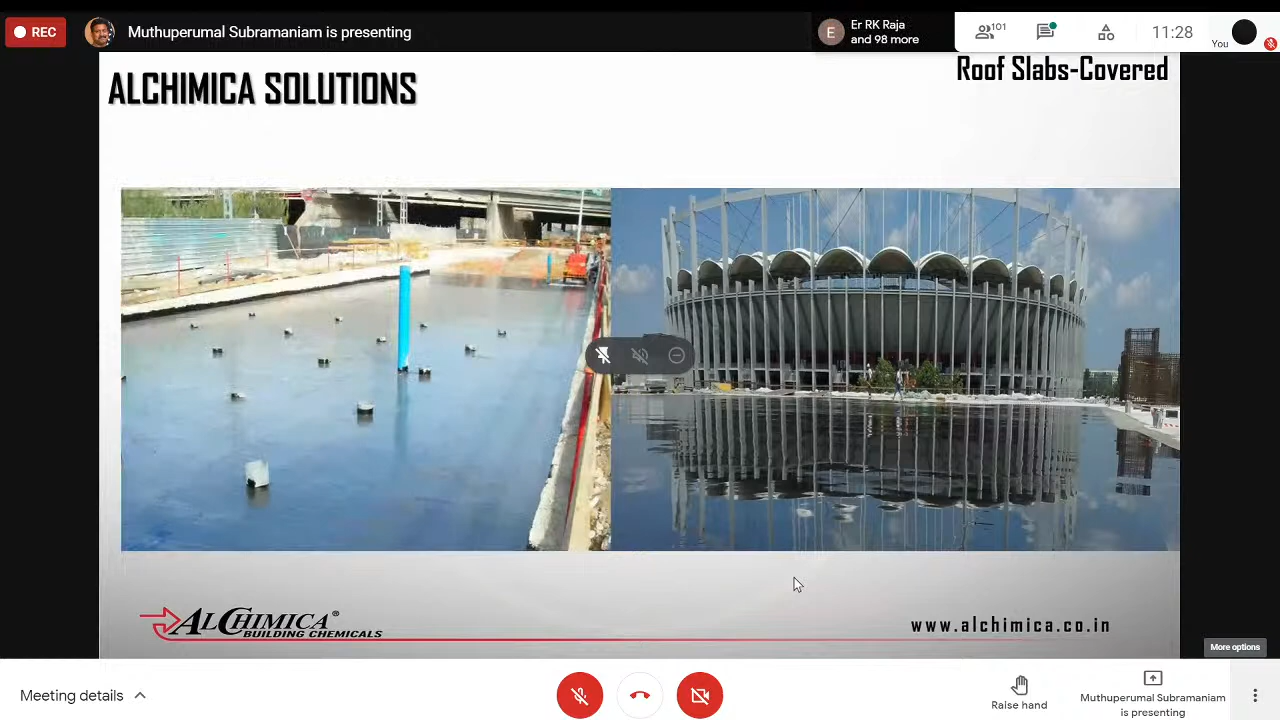 REC
Muthuperumal Subramaniam is presenting
E
Er RK Raja
and 98 more
101
11:28
You
ALCHIMICA SOLUTIONS
Roof Slabs-Covered
ALCHIMICA®
BUILDING CHEMICALS
www.alchimica.co.in
More options
Meeting details
Raise hand
Muthuperumal Subramaniam
is presenting